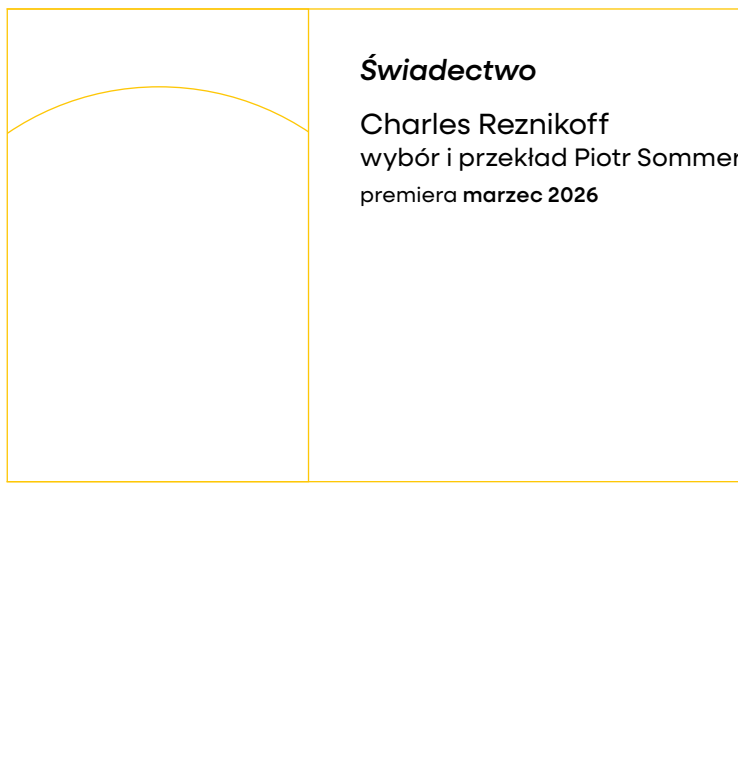 Świadectwo
Charles Reznikoff
wybór i przekład Piotr Sommer
premiera marzec 2026